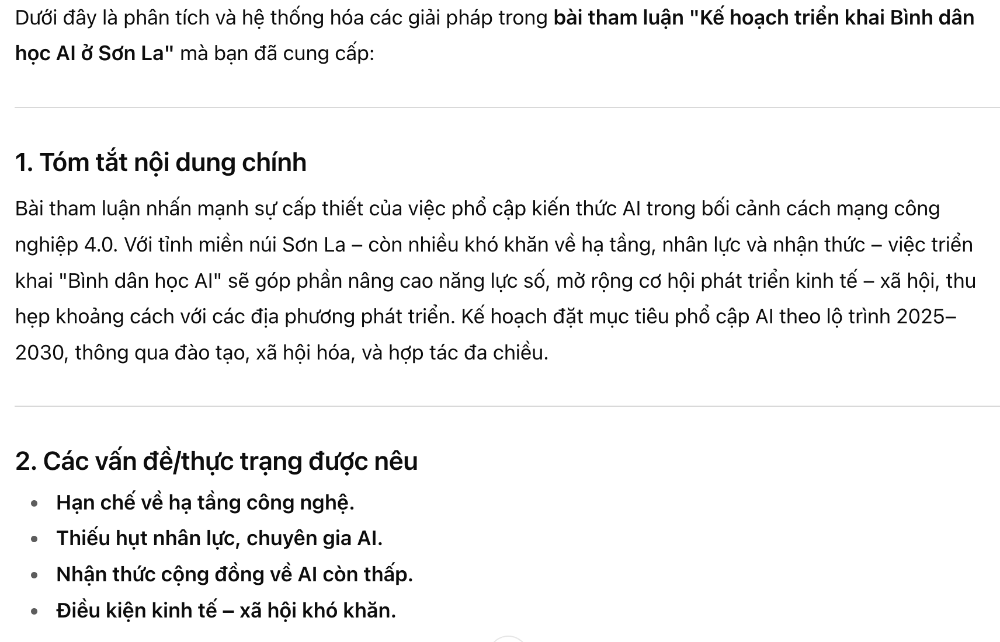 Dưới đây là phân tích và hệ thống hóa các giải pháp trong bài tham luận "Kế hoạch triển khai Bình dân
học AI ở Sơn La" mà bạn đã cung cấp:
1. Tóm tắt nội dung chính
Bài tham luận nhấn mạnh sự cấp thiết của việc phổ cập kiến thức AI trong bối cảnh cách mạng công
nghiệp 4.0. Với tỉnh miền núi Sơn La – còn nhiều khó khăn về hạ tầng, nhân lực và nhận thức – việc triển
khai "Bình dân học AI" sẽ góp phần nâng cao năng lực số, mở rộng cơ hội phát triển kinh tế – xã hội, thu
hẹp khoảng cách với các địa phương phát triển. Kế hoạch đặt mục tiêu phổ cập AI theo lộ trình 2025–
2030, thông qua đào tạo, xã hội hóa, và hợp tác đa chiều.
2. Các vấn đề/thực trạng được nêu
• Hạn chế về hạ tầng công nghệ.
• Thiếu hụt nhân lực, chuyên gia AI.
• Nhận thức cộng đồng về AI còn thấp.
• Điều kiện kinh tế – xã hội khó khăn.